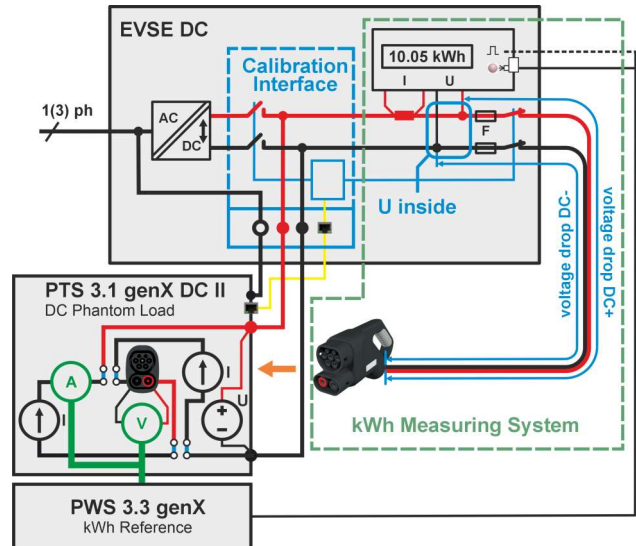 EVSE DC
10.05 kWh
I
U
Calibration
Interface
1(3) ph
AC
DC
F
U inside
voltage drop DC-
voltage drop DC+
PTS 3.1 genX DC II
DC Phantom Load
A
I
V
I
U
+
−
kWh Measuring System
PWS 3.3 genX
kWh Reference